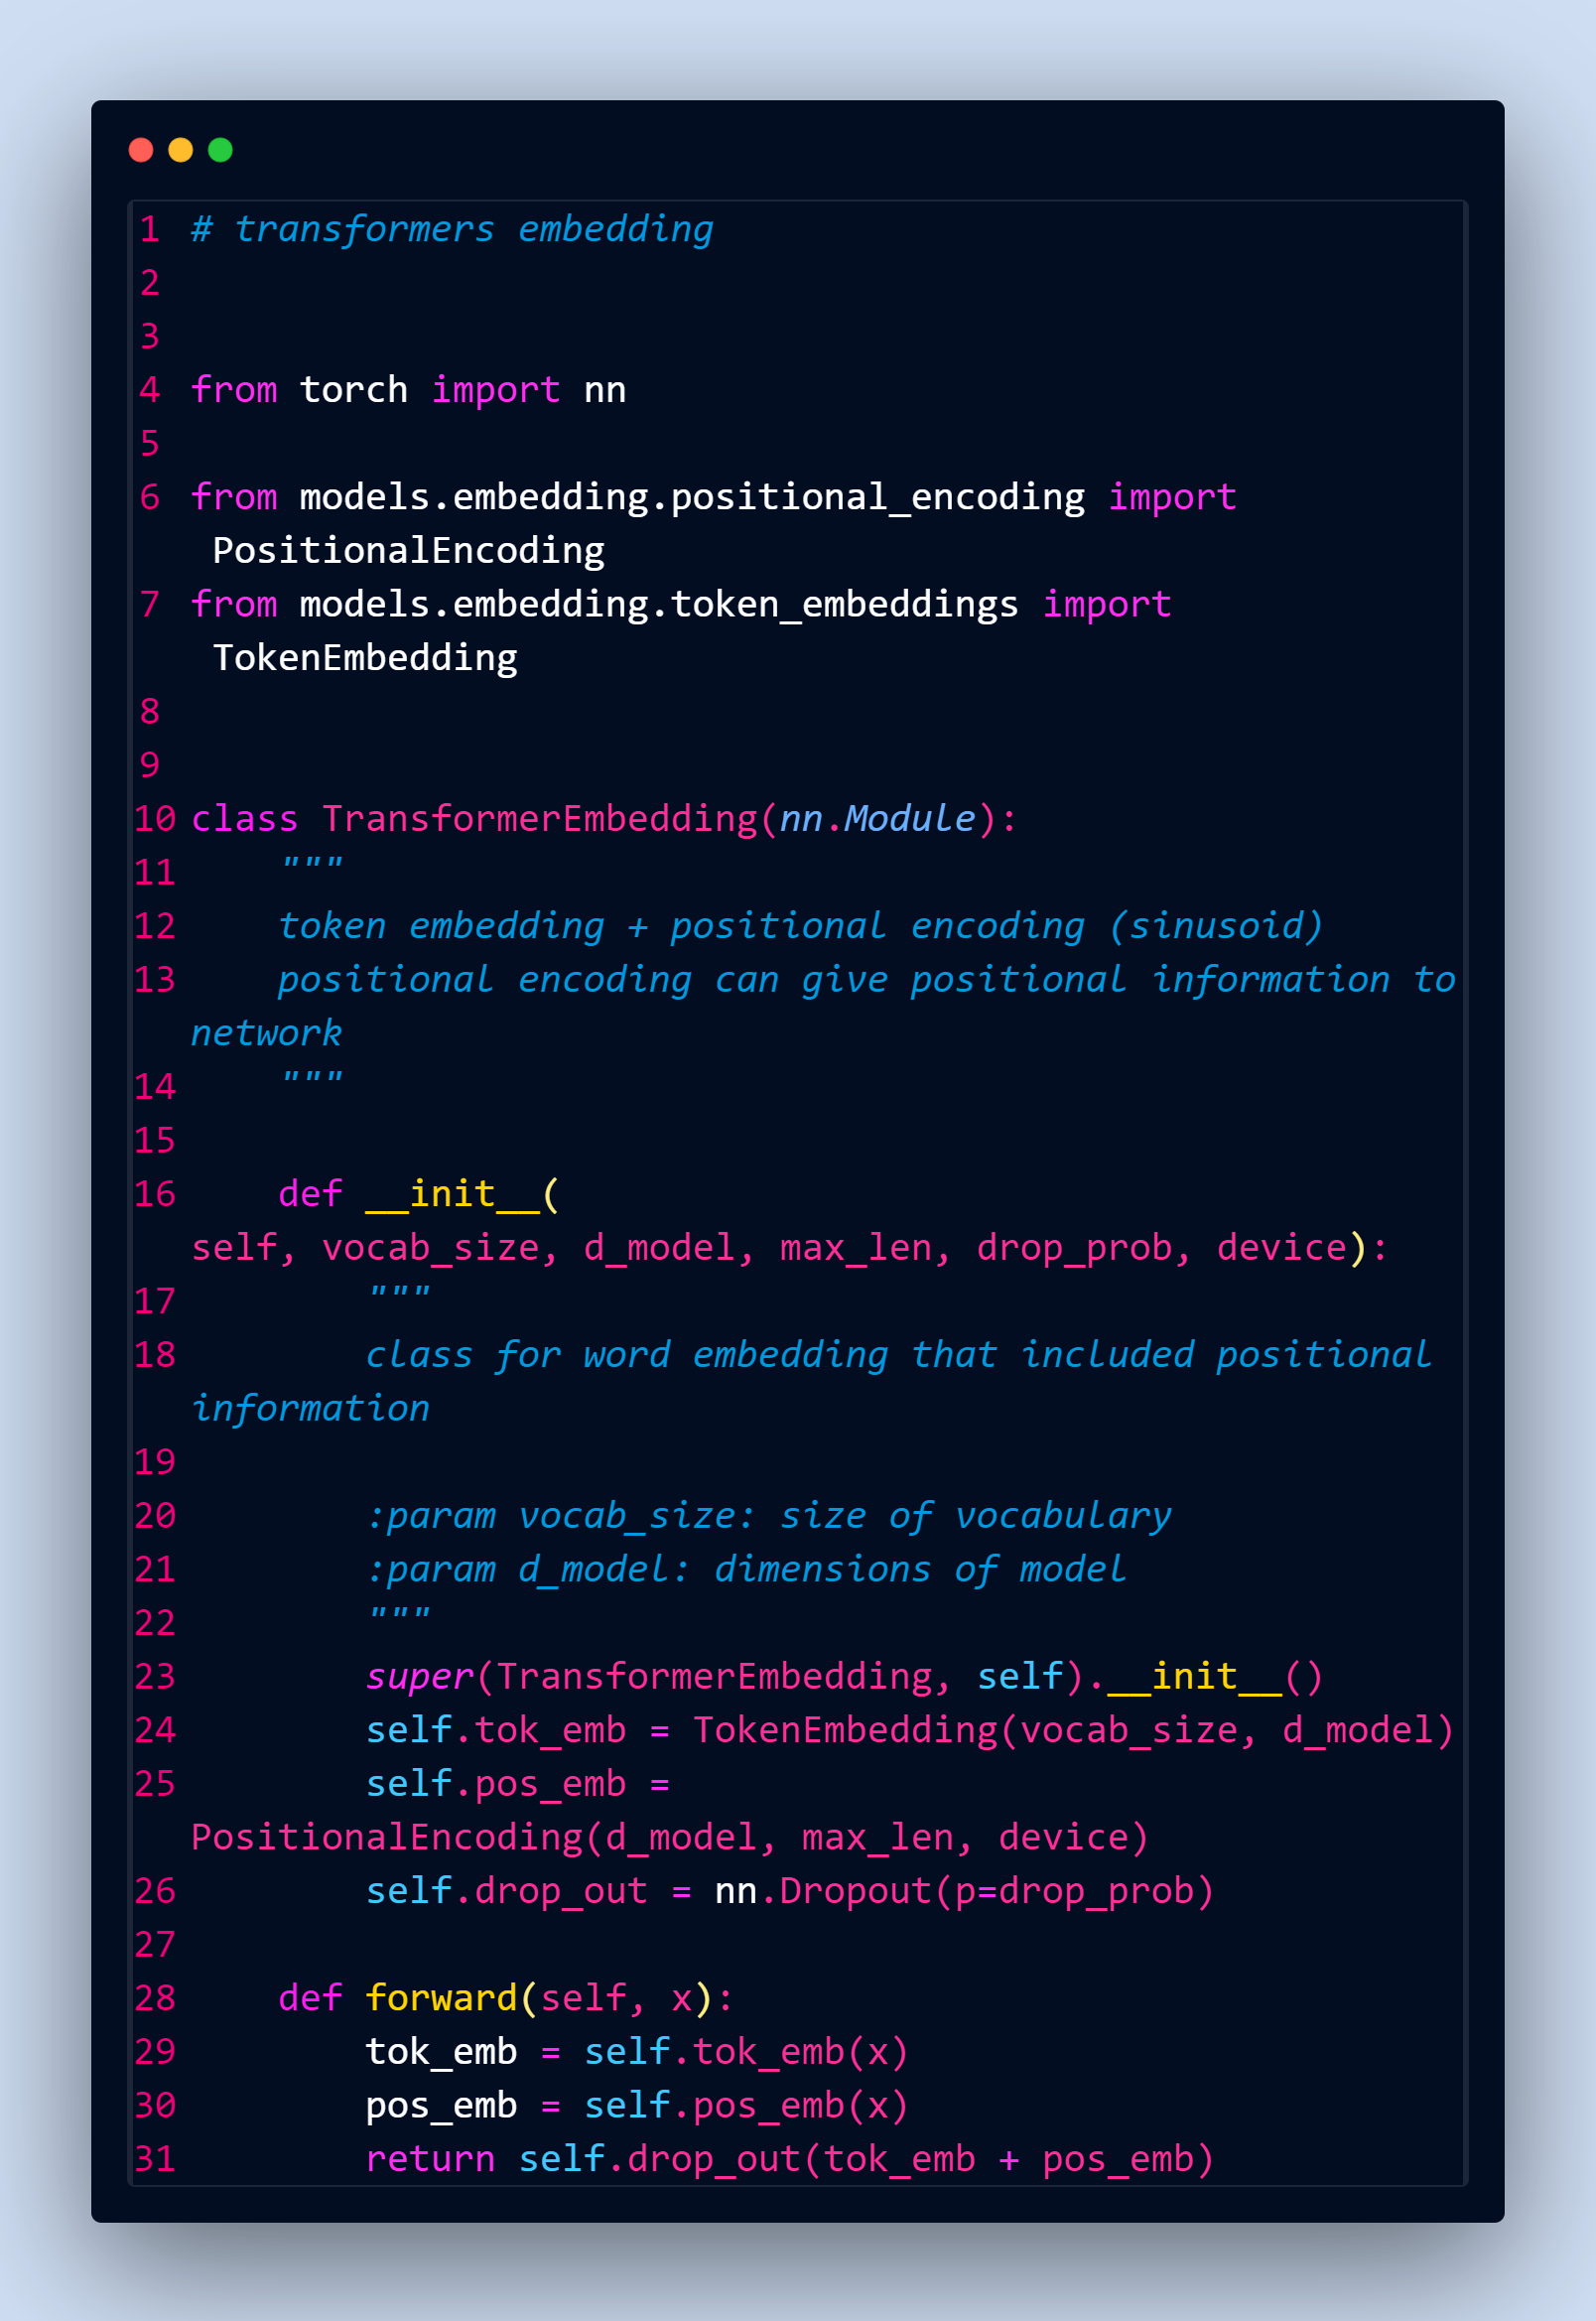 1 # transformers embedding
2
3
4 from torch import nn
5
6 from models.embedding.positional_encoding import
 PositionalEncoding
7 from models.embedding.token_embeddings import
 TokenEmbedding
8
9
10 class TransformerEmbedding(nn.Module):
11     """
12     token embedding + positional encoding (sinusoid)
13     positional encoding can give positional information to
network
14     """
15
16     def __init__(
self, vocab_size, d_model, max_len, drop_prob, device):
17         """
18         class for word embedding that included positional
information
19
20         :param vocab_size: size of vocabulary
21         :param d_model: dimensions of model
22         """
23         super(TransformerEmbedding, self).__init__()
24         self.tok_emb = TokenEmbedding(vocab_size, d_model)
25         self.pos_emb =
PositionalEncoding(d_model, max_len, device)
26         self.drop_out = nn.Dropout(p=drop_prob)
27
28     def forward(self, x):
29         tok_emb = self.tok_emb(x)
30         pos_emb = self.pos_emb(x)
31         return self.drop_out(tok_emb + pos_emb)